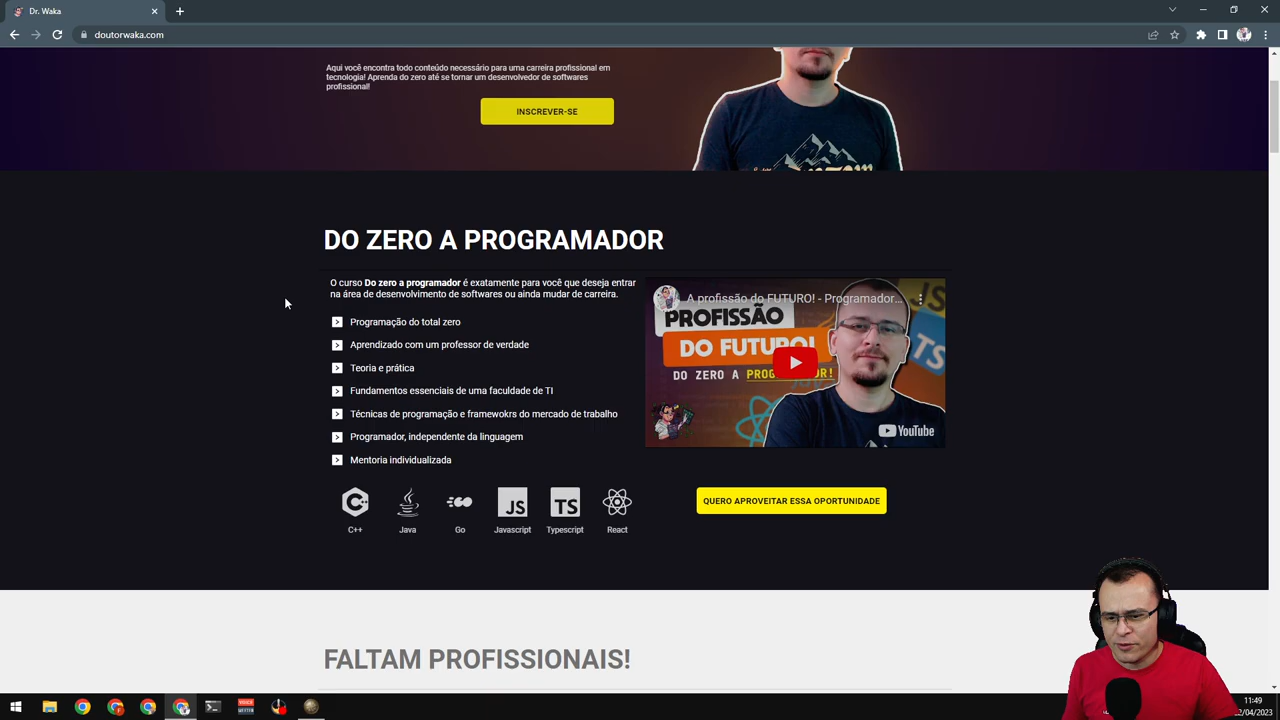 Dr. Waka
doutorwaka.com
Aqui você encontra todo conteúdo necessário para uma carreira profissional em
tecnologia! Aprenda do zero até se tornar um desenvolvedor de softwares
profissional!
INSCREVER-SE
DO ZERO A PROGRAMADOR
O curso Do zero a programador é exatamente para você que deseja entrar
na área de desenvolvimento de softwares ou ainda mudar de carreira.
Programação do total zero
Aprendizado com um professor de verdade
Teoria e prática
Fundamentos essenciais de uma faculdade de TI
Técnicas de programação e framewokrs do mercado de trabalho
Programador, independente da linguagem
Mentoria individualizada
JS
TS
C++
Java
Go
Javascript
Typescript
React
A profissão do FUTURO! - Programador...
PROFISSÃO
DO FUTURO!
DO ZERO A
JS
TS
YouTube
QUERO APROVEITAR ESSA OPORTUNIDADE
FALTAM PROFISSIONAIS!
11:49
/04/2023